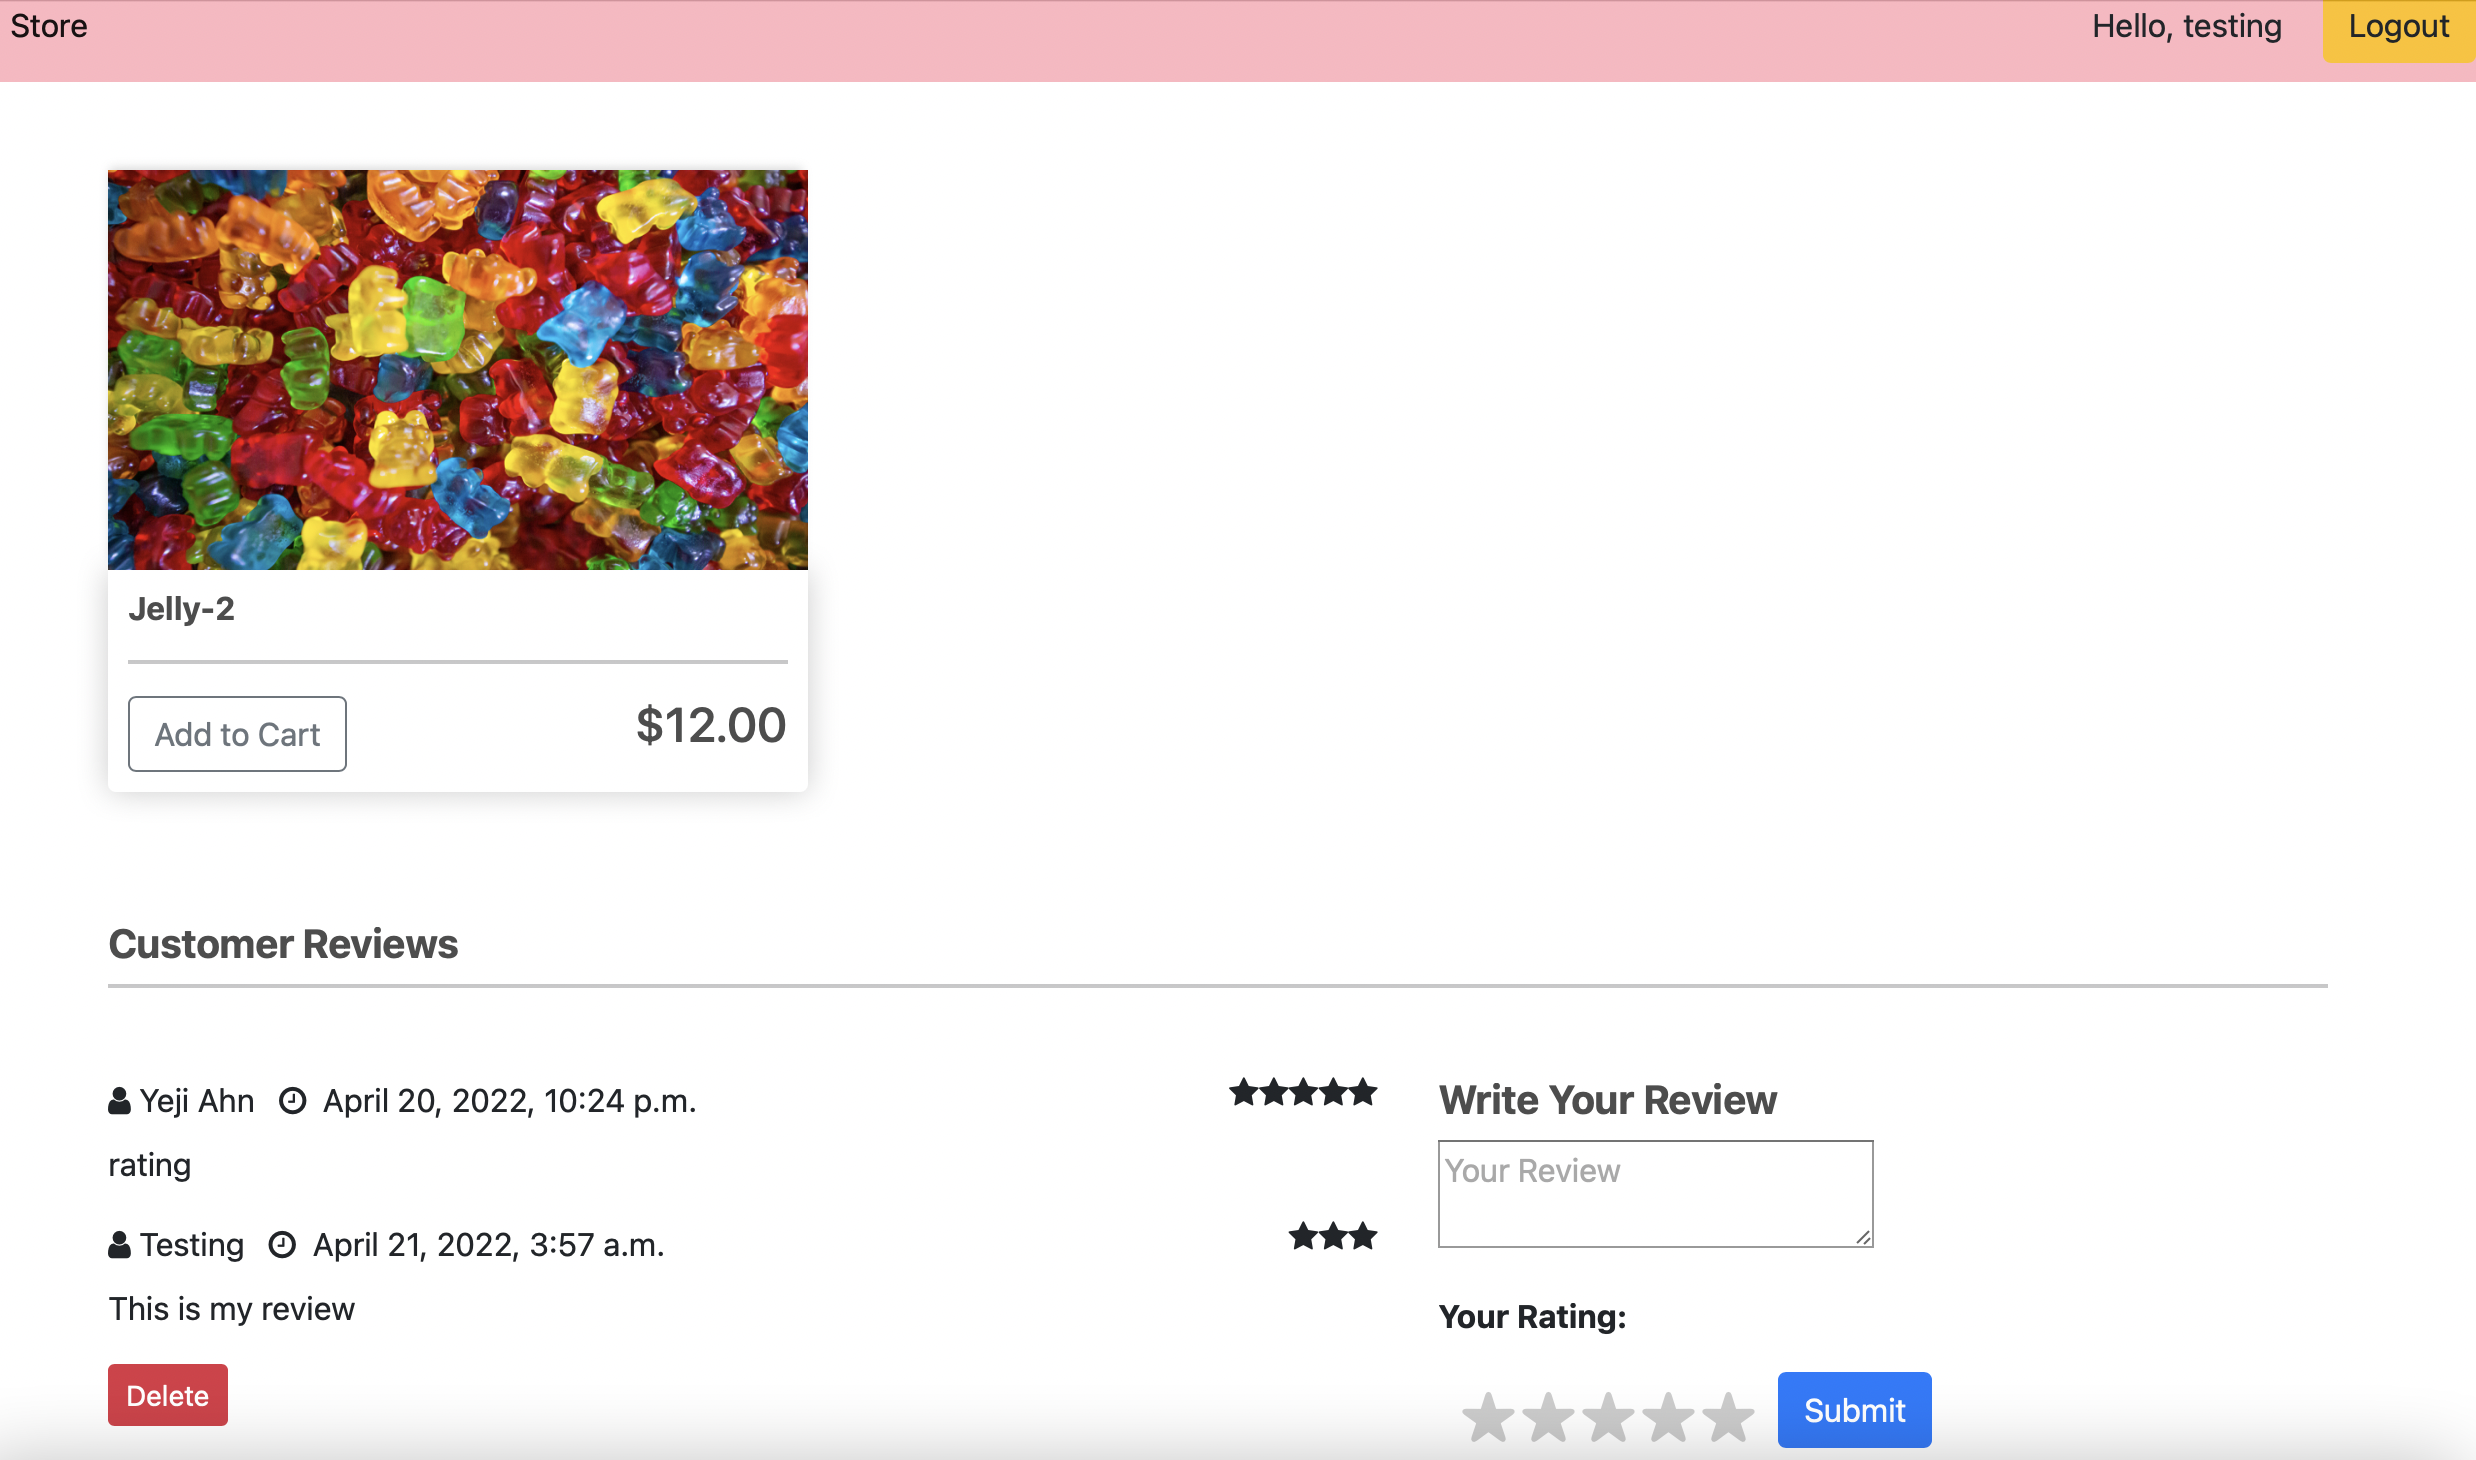 Store Hello, testing Logout
Jelly-2
Add to Cart $12.00
Customer Reviews
Yeji Ahn April 20, 2022, 10:24 p.m.
rating
Testing April 21, 2022, 3:57 a.m.
This is my review
Delete
Write Your Review
Your Review
Your Rating:
Submit